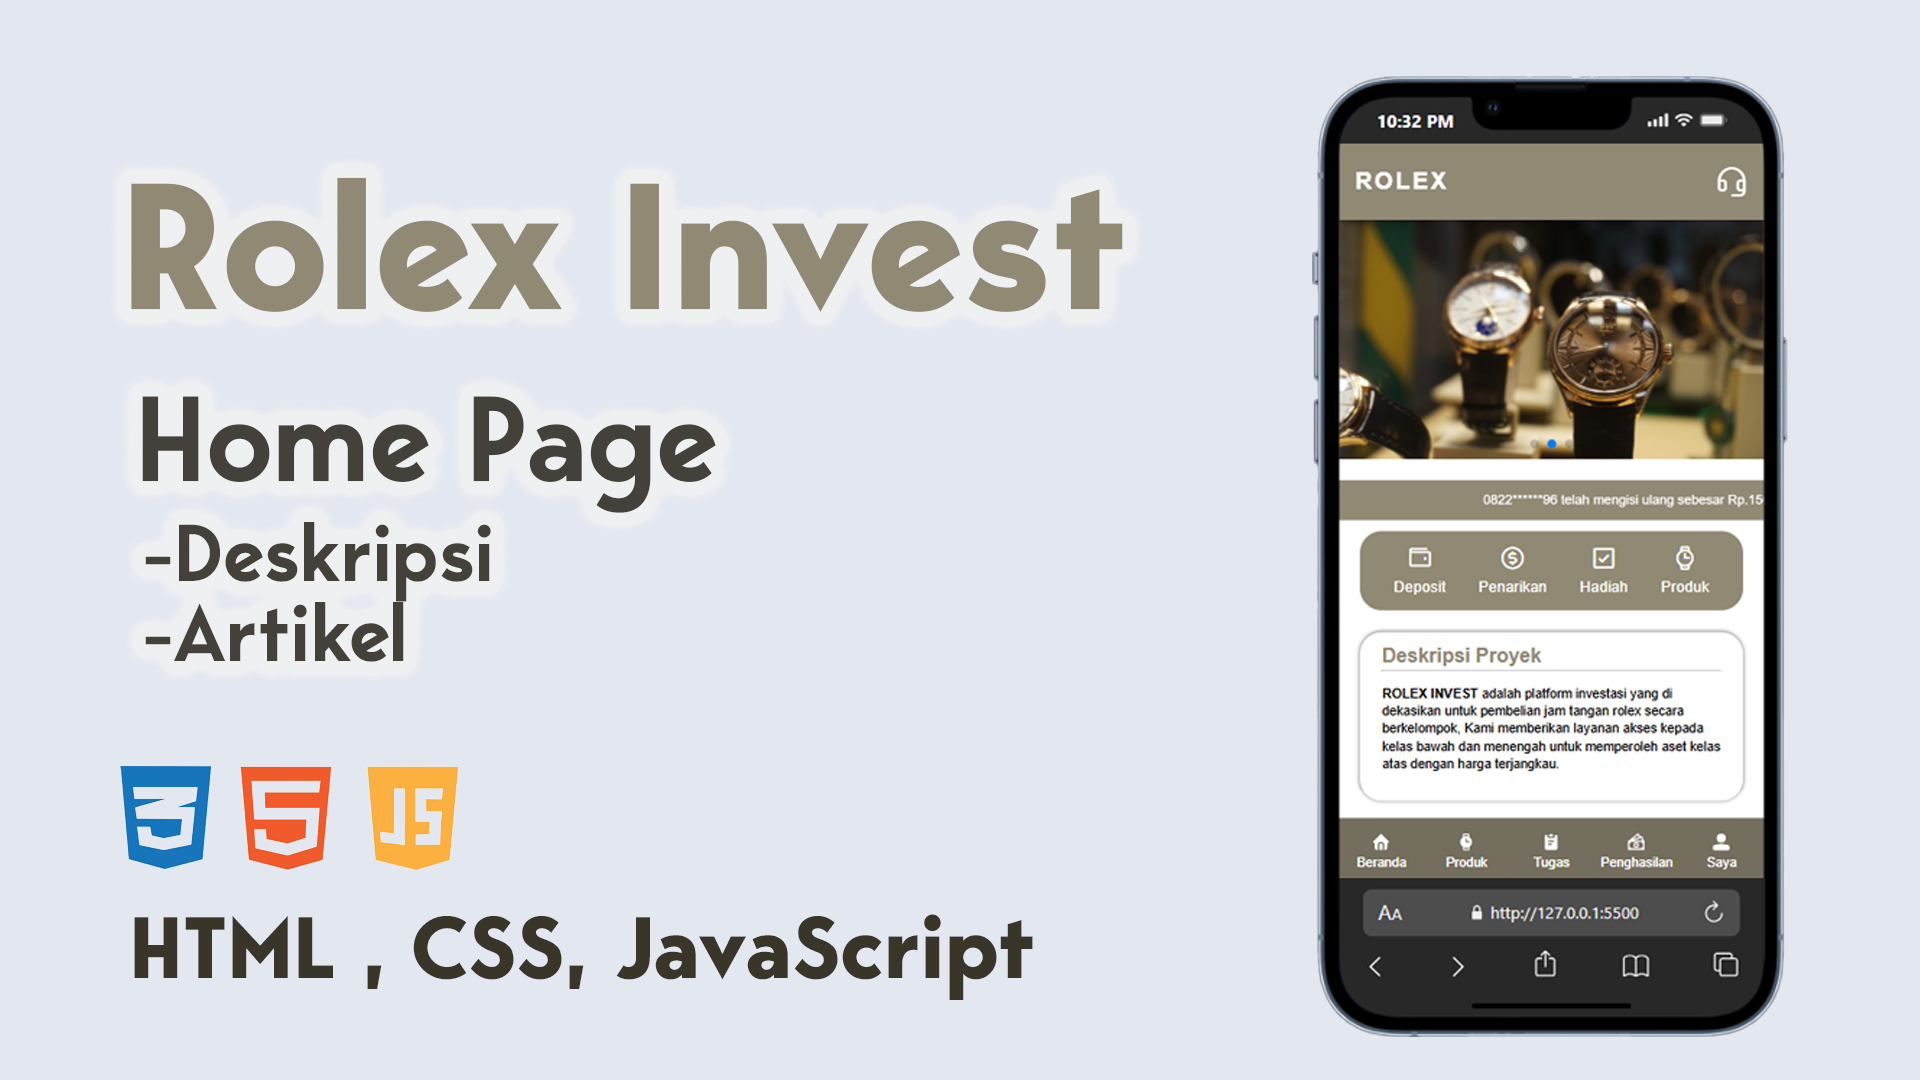 Rolex Invest
Home Page
-Deskripsi
-Artikel
3 5 JS
HTML , CSS, JavaScript
10:32 PM
ROLEX
0822******96 telah mengisi ulang sebesar Rp.15
Deposit Penarikan Hadiah Produk
Deskripsi Proyek
ROLEX INVEST adalah platform investasi yang di
dekasikan untuk pembelian jam tangan rolex secara
berkelompok, Kami memberikan layanan akses kepada
kelas bawah dan menengah untuk memperoleh aset kelas
atas dengan harga terjangkau.
Beranda Produk Tugas Penghasilan Saya
AA http://127.0.0.1:5500